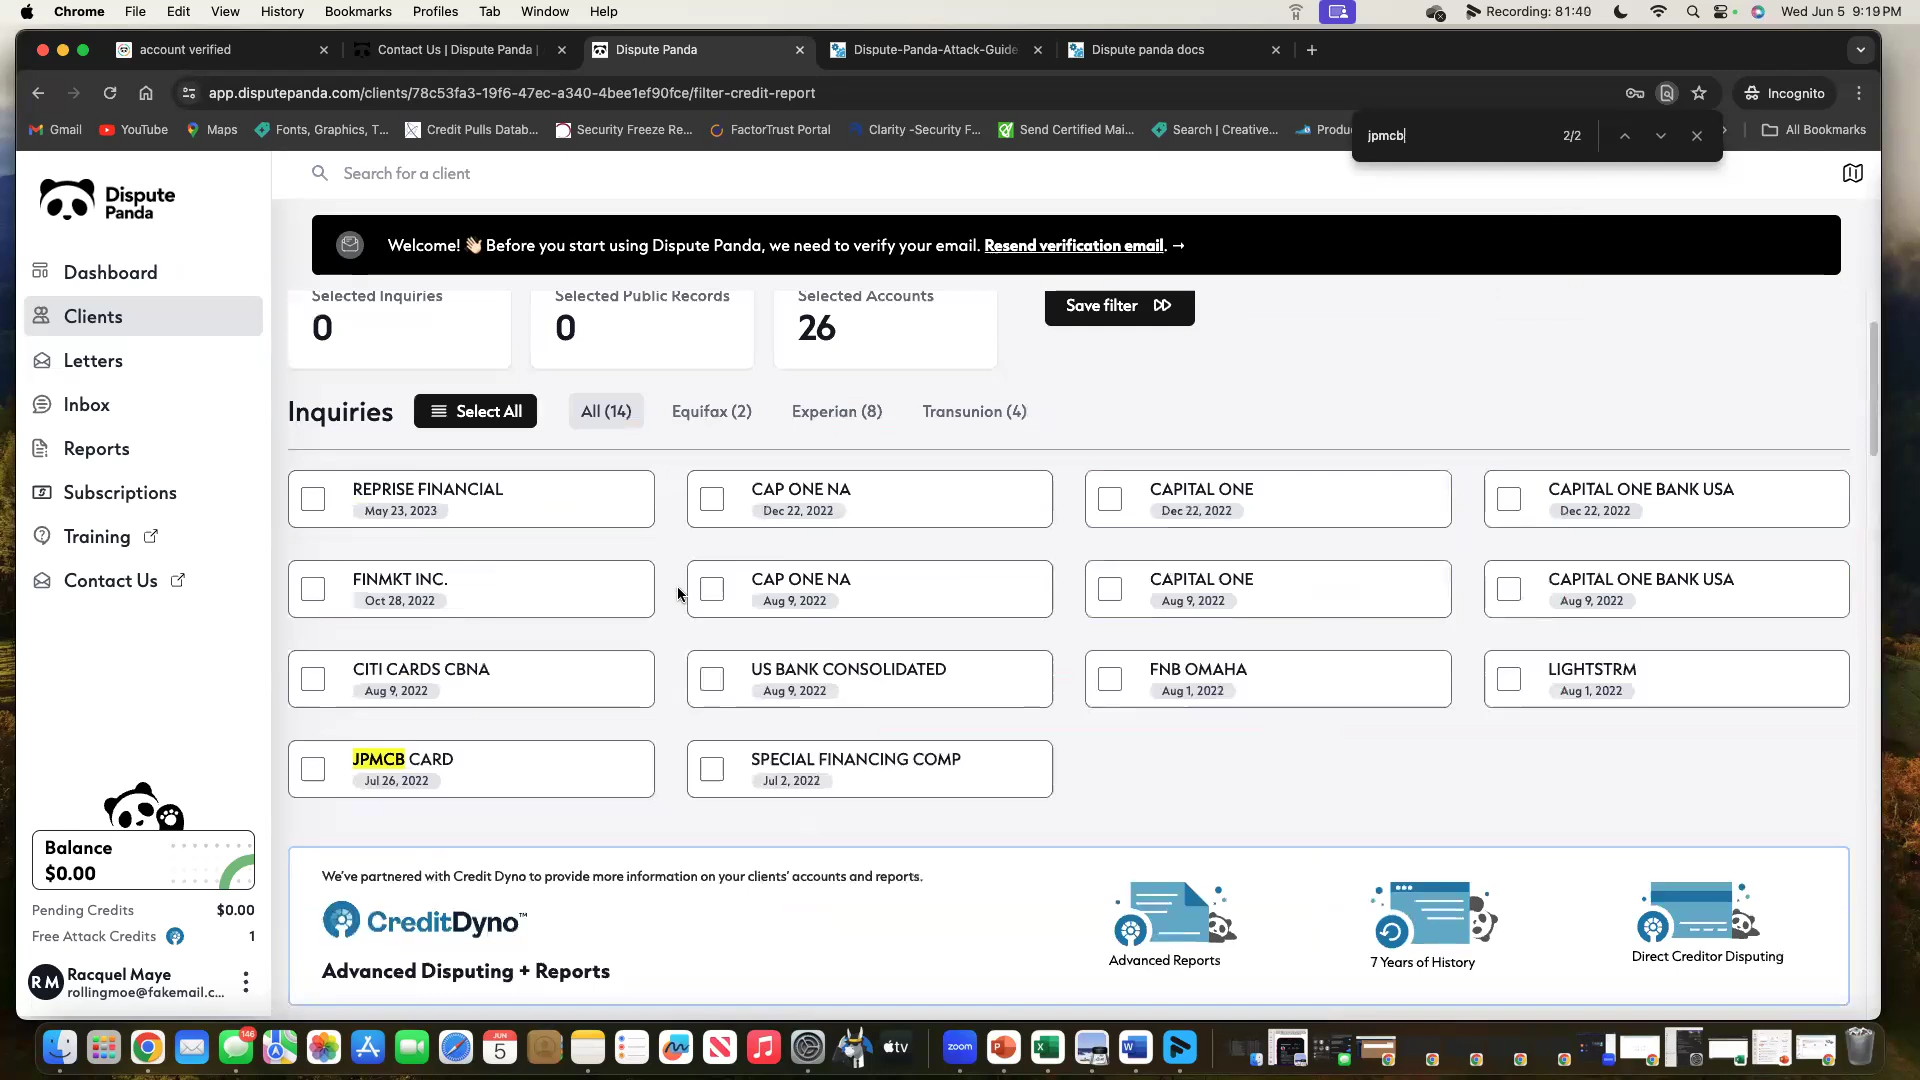 Chrome File Edit View History Bookmarks Profiles Tab Window Help Recording: 81:40 Wed Jun 5 9:19 PM
account verified Contact Us | Dispute Panda | Dispute Panda Dispute-Panda-Attack-Guide Dispute panda docs
app.disputepanda.com/clients/78c53fa3-19f6-47ec-a340-4bee1ef90fce/filter-credit-report Incognito
Gmail YouTube Maps Fonts, Graphics, T... Credit Pulls Datab... Security Freeze Re... FactorTrust Portal Clarity -Security F... Send Certified Mai... Search | Creative... Produ All Bookmarks
jpmcb 2/2
Dispute
Panda
Search for a client
Welcome! 👋🏻 Before you start using Dispute Panda, we need to verify your email. Resend verification email. →
Dashboard
Clients
Letters
Inbox
Reports
Subscriptions
Training
Contact Us
Selected Inquiries
0
Selected Public Records
0
Selected Accounts
26
Save filter
Inquiries Select All All (14) Equifax (2) Experian (8) Transunion (4)
REPRISE FINANCIAL
May 23, 2023
CAP ONE NA
Dec 22, 2022
CAPITAL ONE
Dec 22, 2022
CAPITAL ONE BANK USA
Dec 22, 2022
FINMKT INC.
Oct 28, 2022
CAP ONE NA
Aug 9, 2022
CAPITAL ONE
Aug 9, 2022
CAPITAL ONE BANK USA
Aug 9, 2022
CITI CARDS CBNA
Aug 9, 2022
US BANK CONSOLIDATED
Aug 9, 2022
FNB OMAHA
Aug 1, 2022
LIGHTSTRM
Aug 1, 2022
JPMCB CARD
Jul 26, 2022
SPECIAL FINANCING COMP
Jul 2, 2022
We've partnered with Credit Dyno to provide more information on your clients' accounts and reports.
CreditDyno™
Advanced Disputing + Reports
Advanced Reports
7 Years of History
Direct Creditor Disputing
Balance
$0.00
Pending Credits $0.00
Free Attack Credits 1
RM
Racquel Maye
rollingmoe@fakemail.c...
146
JUN
5
tv
zoom